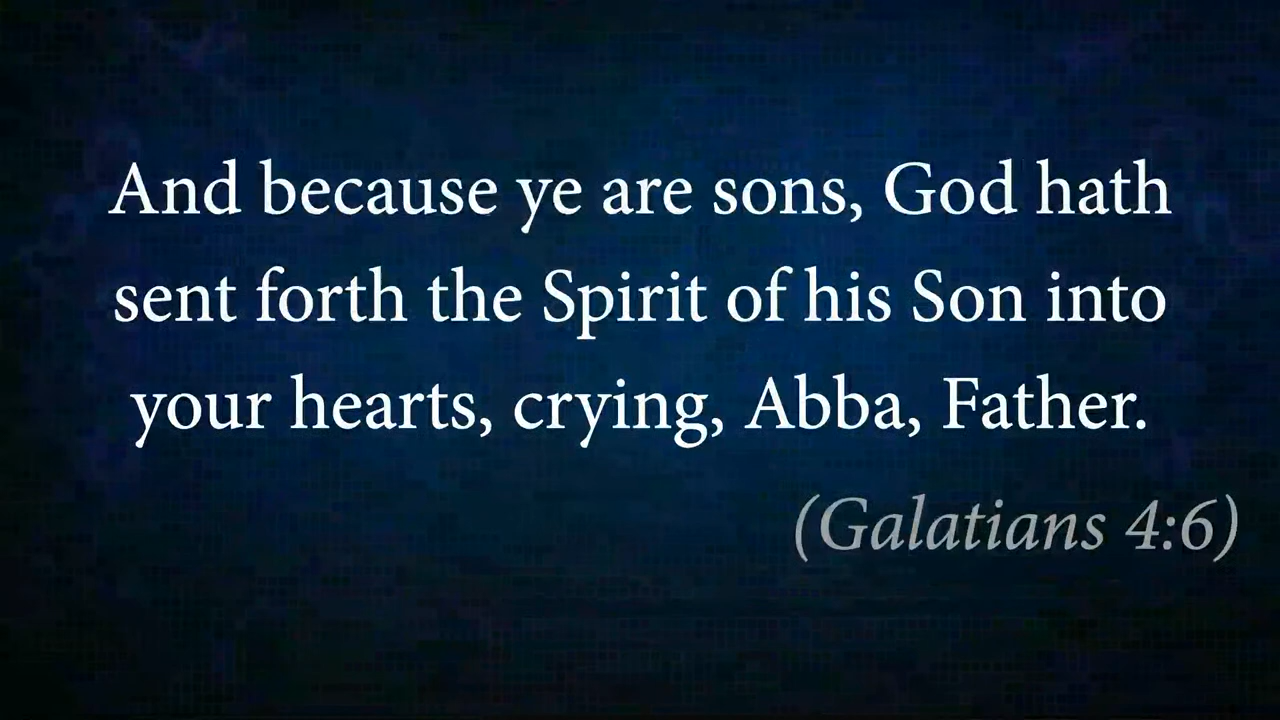 And because ye are sons, God hath
sent forth the Spirit of his Son into
your hearts, crying, Abba, Father.
(Galatians 4:6)